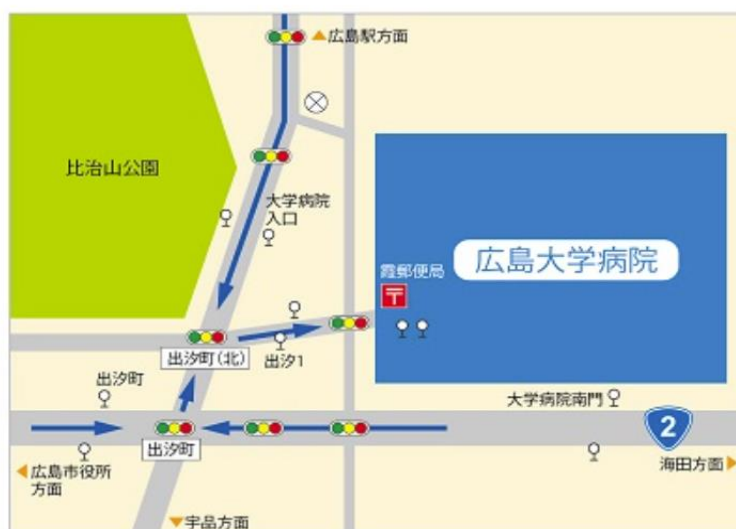 広島駅方面
比治山公園
大学病院
入口
広島大学病院
霞郵便局
〒
出汐町(北)
出汐1
出汐町
大学病院南門
2
出汐町
広島市役所
方面
海田方面
宇品方面